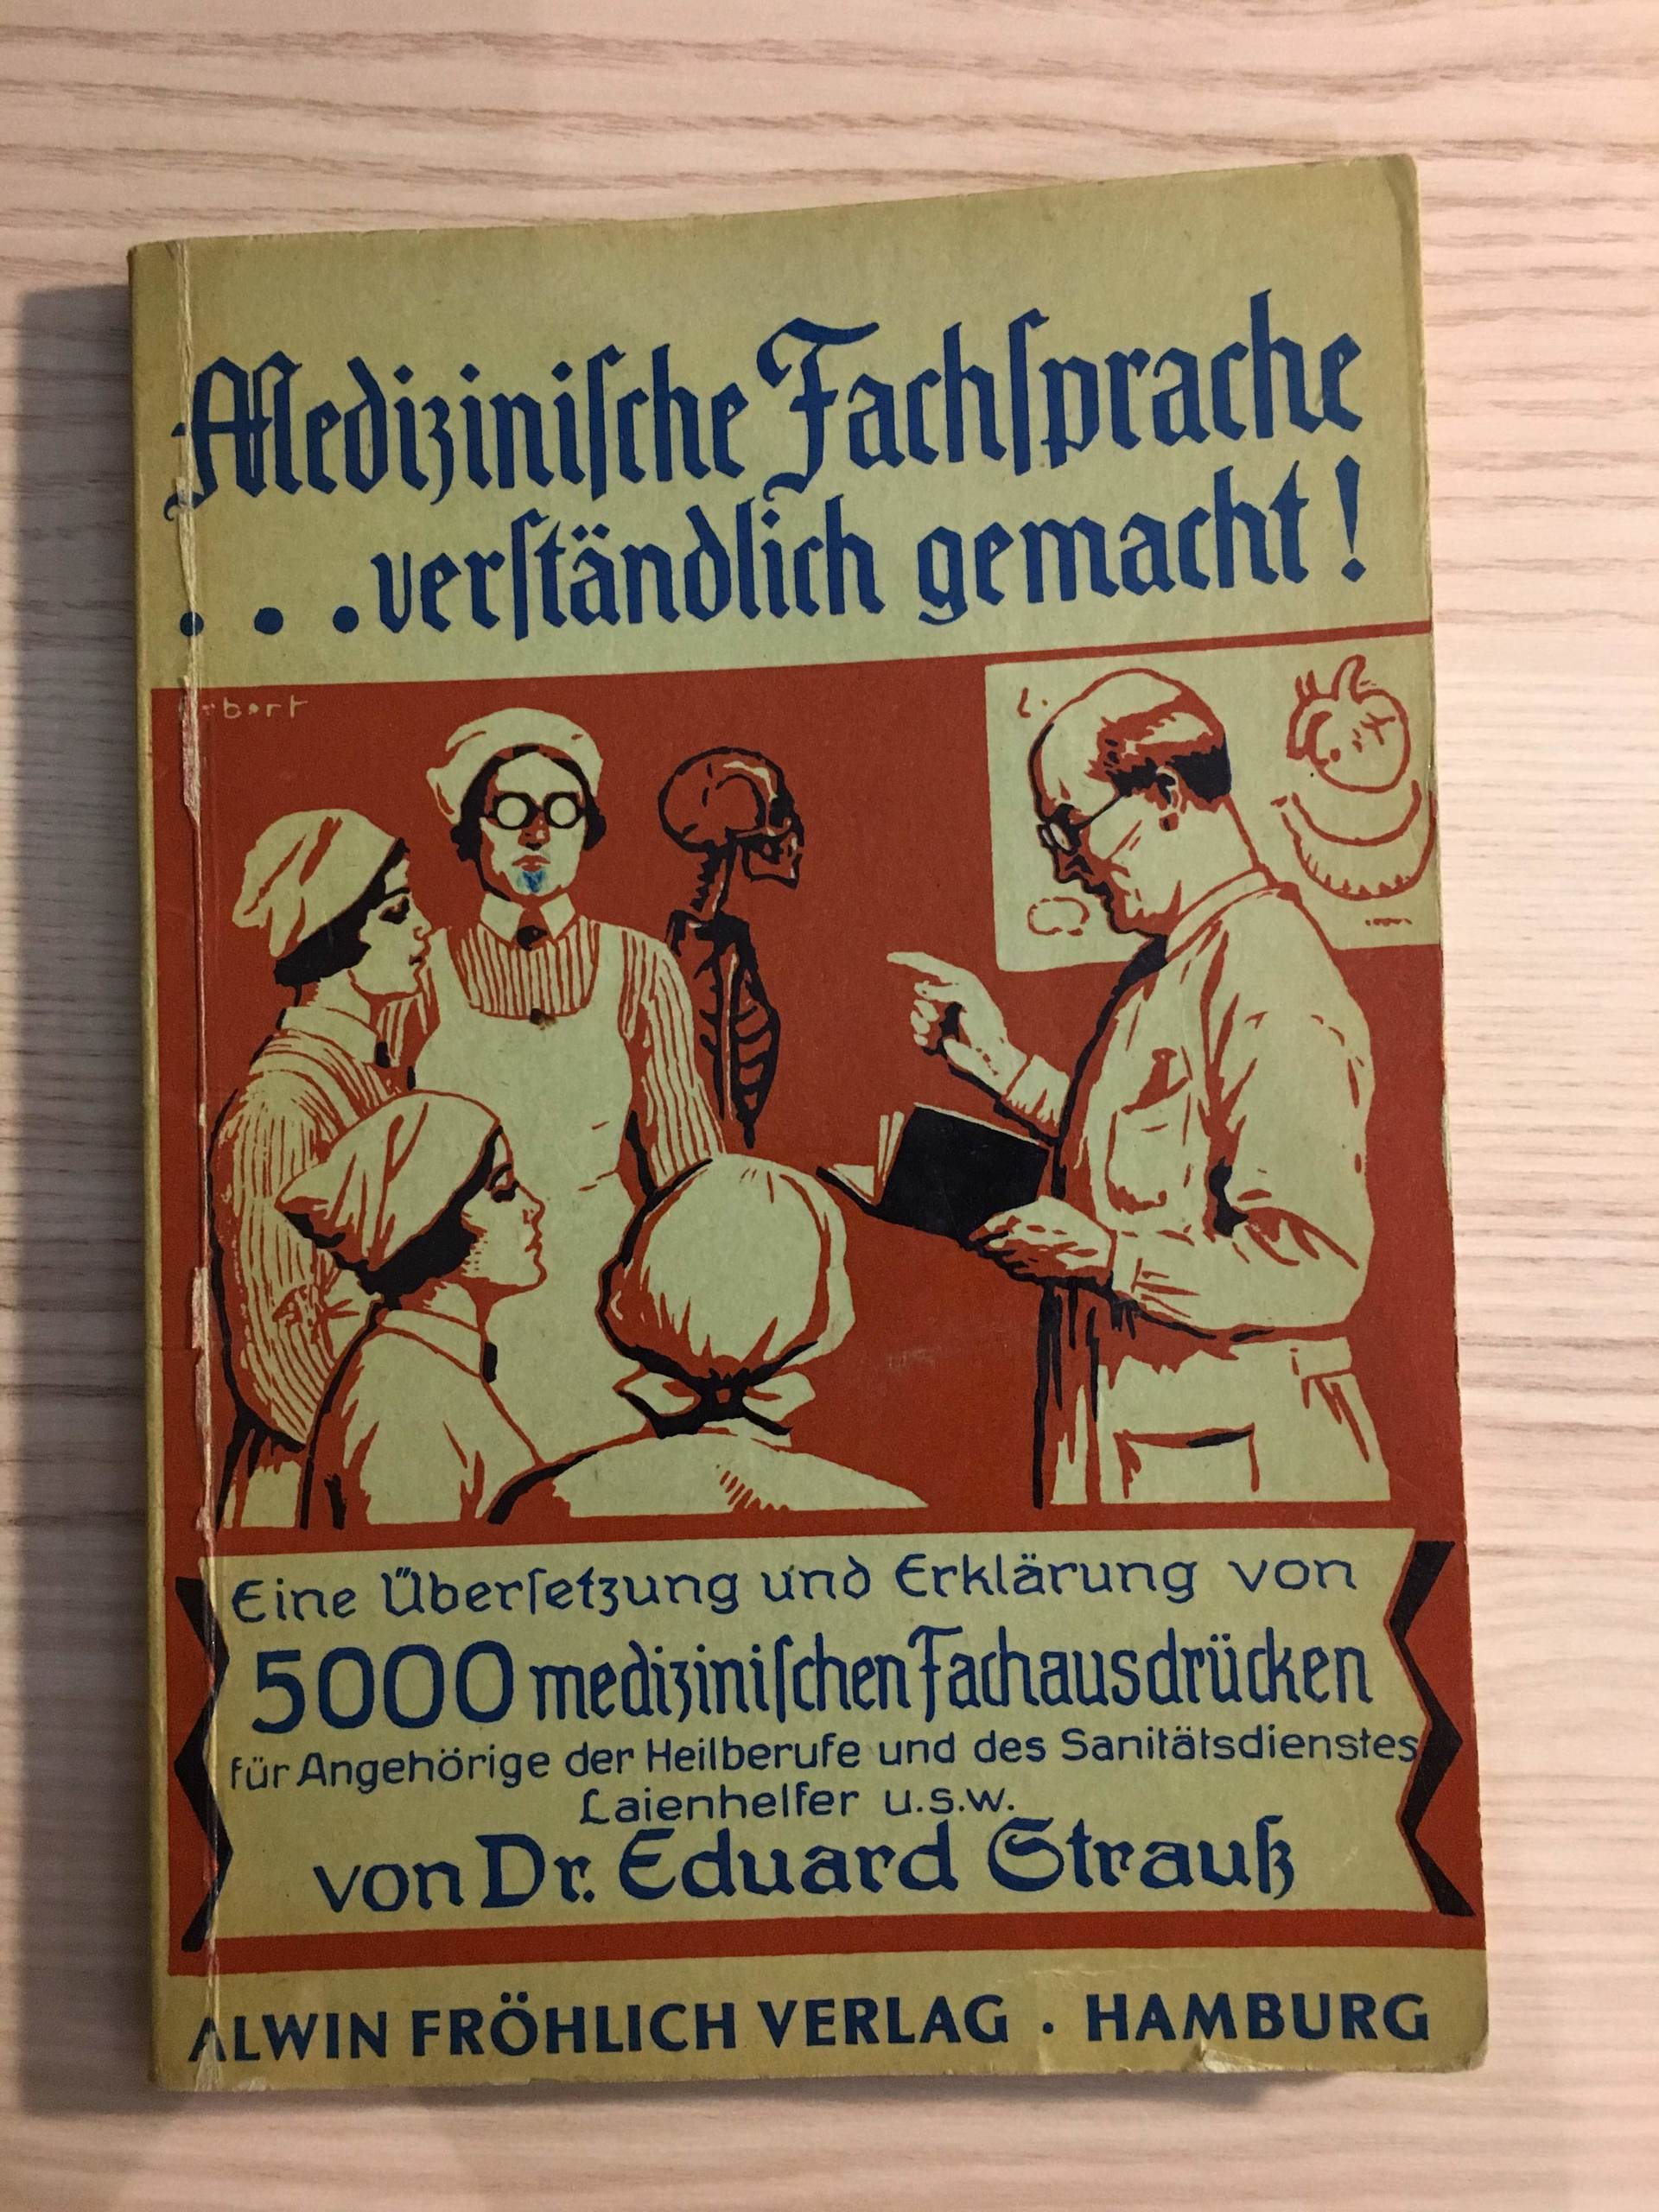 Mediziniſche Fachſprache
...verſtändlich gemacht!
Eine Überſetzung und Erklärung von
5000 mediziniſchen Fachausdrücken
für Angehörige der Heilberufe und des Sanitätsdienstes
Laienhelfer u.s.w.
von Dr. Eduard Strauß
ALWIN FRÖHLICH VERLAG · HAMBURG